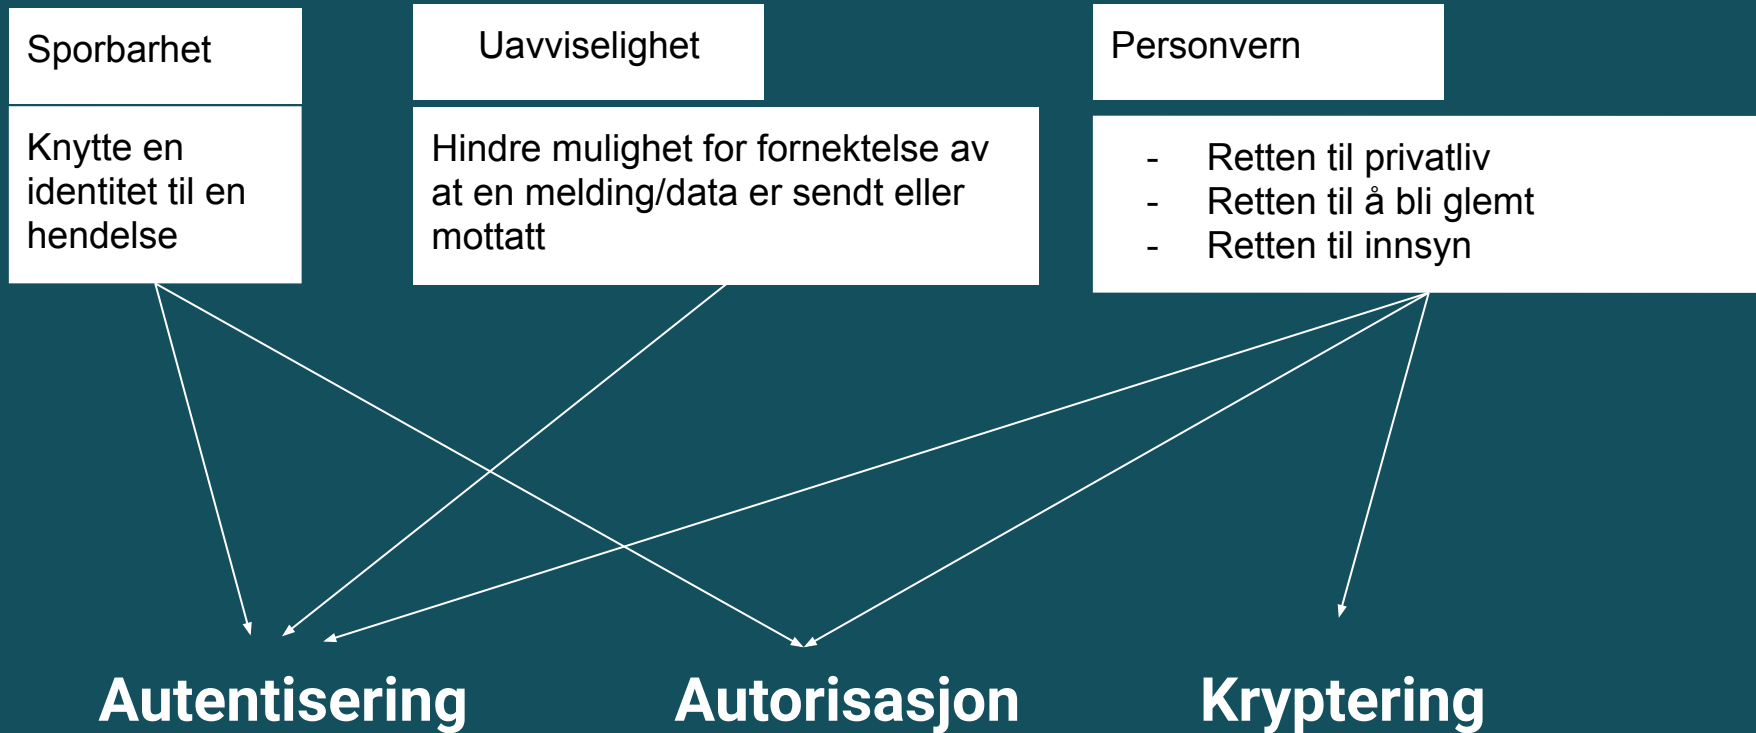 Sporbarhet
Knytte en
identitet til en
hendelse
Uavviselighet
Hindre mulighet for fornektelse av
at en melding/data er sendt eller
mottatt
Personvern
- Retten til privatliv
- Retten til å bli glemt
- Retten til innsyn
Autentisering
Autorisasjon
Kryptering